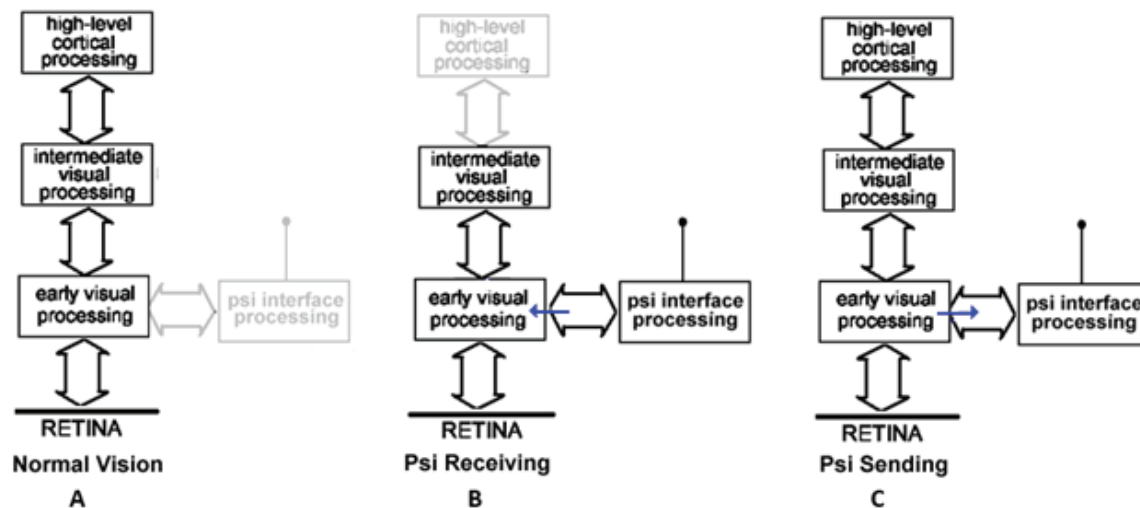 high-level
cortical
processing
intermediate
visual
processing
early visual
processing
psi interface
processing
RETINA
Normal Vision
A
high-level
cortical
processing
intermediate
visual
processing
early visual
processing
psi interface
processing
RETINA
Psi Receiving
B
high-level
cortical
processing
intermediate
visual
processing
early visual
processing
psi interface
processing
RETINA
Psi Sending
C